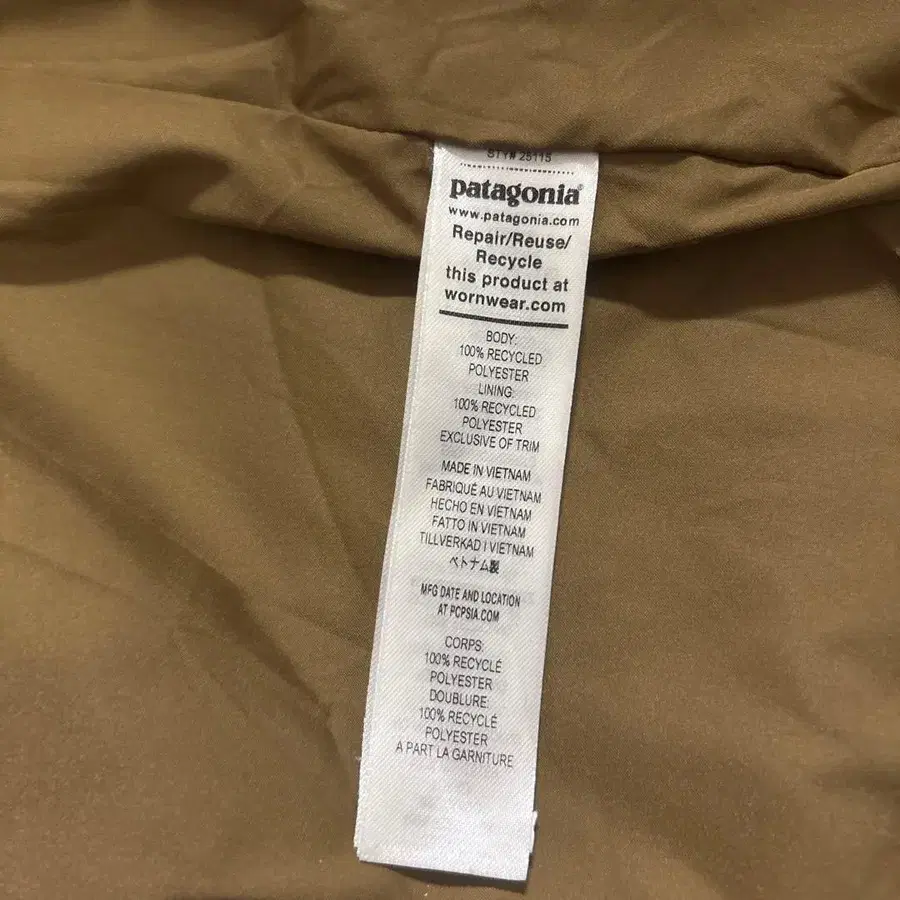 STY# 25115
patagonia®
www.patagonia.com
Repair/Reuse/
Recycle
this product at
wornwear.com
BODY:
100% RECYCLED
POLYESTER
LINING:
100% RECYCLED
POLYESTER
EXCLUSIVE OF TRIM
MADE IN VIETNAM
FABRIQUÉ AU VIETNAM
HECHO EN VIETNAM
FATTO IN VIETNAM
TILLVERKAD I VIETNAM
ベトナム製
MFG DATE AND LOCATION
AT PCPSIA.COM
CORPS:
100% RECYCLÉ
POLYESTER
DOUBLURE:
100% RECYCLÉ
POLYESTER
A PART LA GARNITURE